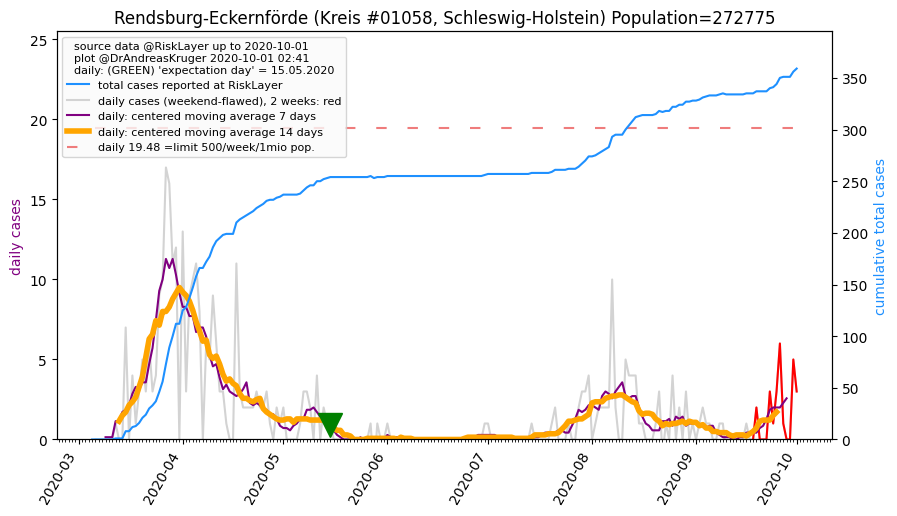 Rendsburg-Eckernförde (Kreis #01058, Schleswig-Holstein) Population=272775
source data @RiskLayer up to 2020-10-01
plot @DrAndreasKruger 2020-10-01 02:41
daily: (GREEN) 'expectation day' = 15.05.2020
total cases reported at RiskLayer
daily cases (weekend-flawed), 2 weeks: red
daily: centered moving average 7 days
daily: centered moving average 14 days
daily 19.48 =limit 500/week/1mio pop.
daily cases
25
20
15
10
5
0
cumulative total cases
350
300
250
200
150
100
50
0
2020-03
2020-04
2020-05
2020-06
2020-07
2020-08
2020-09
2020-10